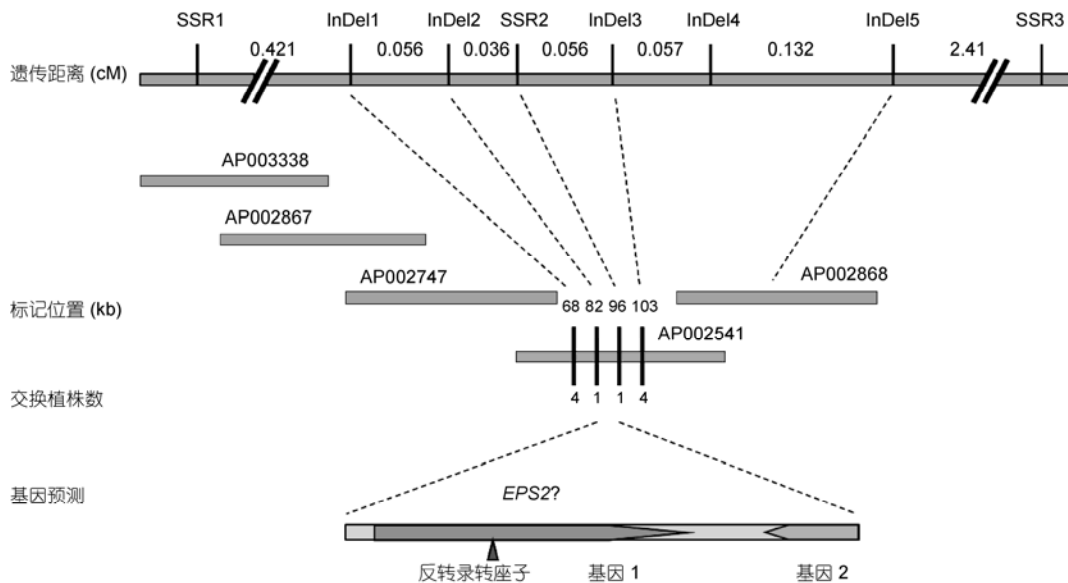 SSR1 InDel1 InDel2 SSR2 InDel3 InDel4 InDel5 SSR3
0.421 0.056 0.036 0.056 0.057 0.132 2.41
遗传距离 (cM)
AP003338
AP002867
AP002747 AP002868
标记位置 (kb) 68 82 96 103
AP002541
交换植株数 4 1 1 4
基因预测 EPS2?
反转录转座子 基因 1 基因 2